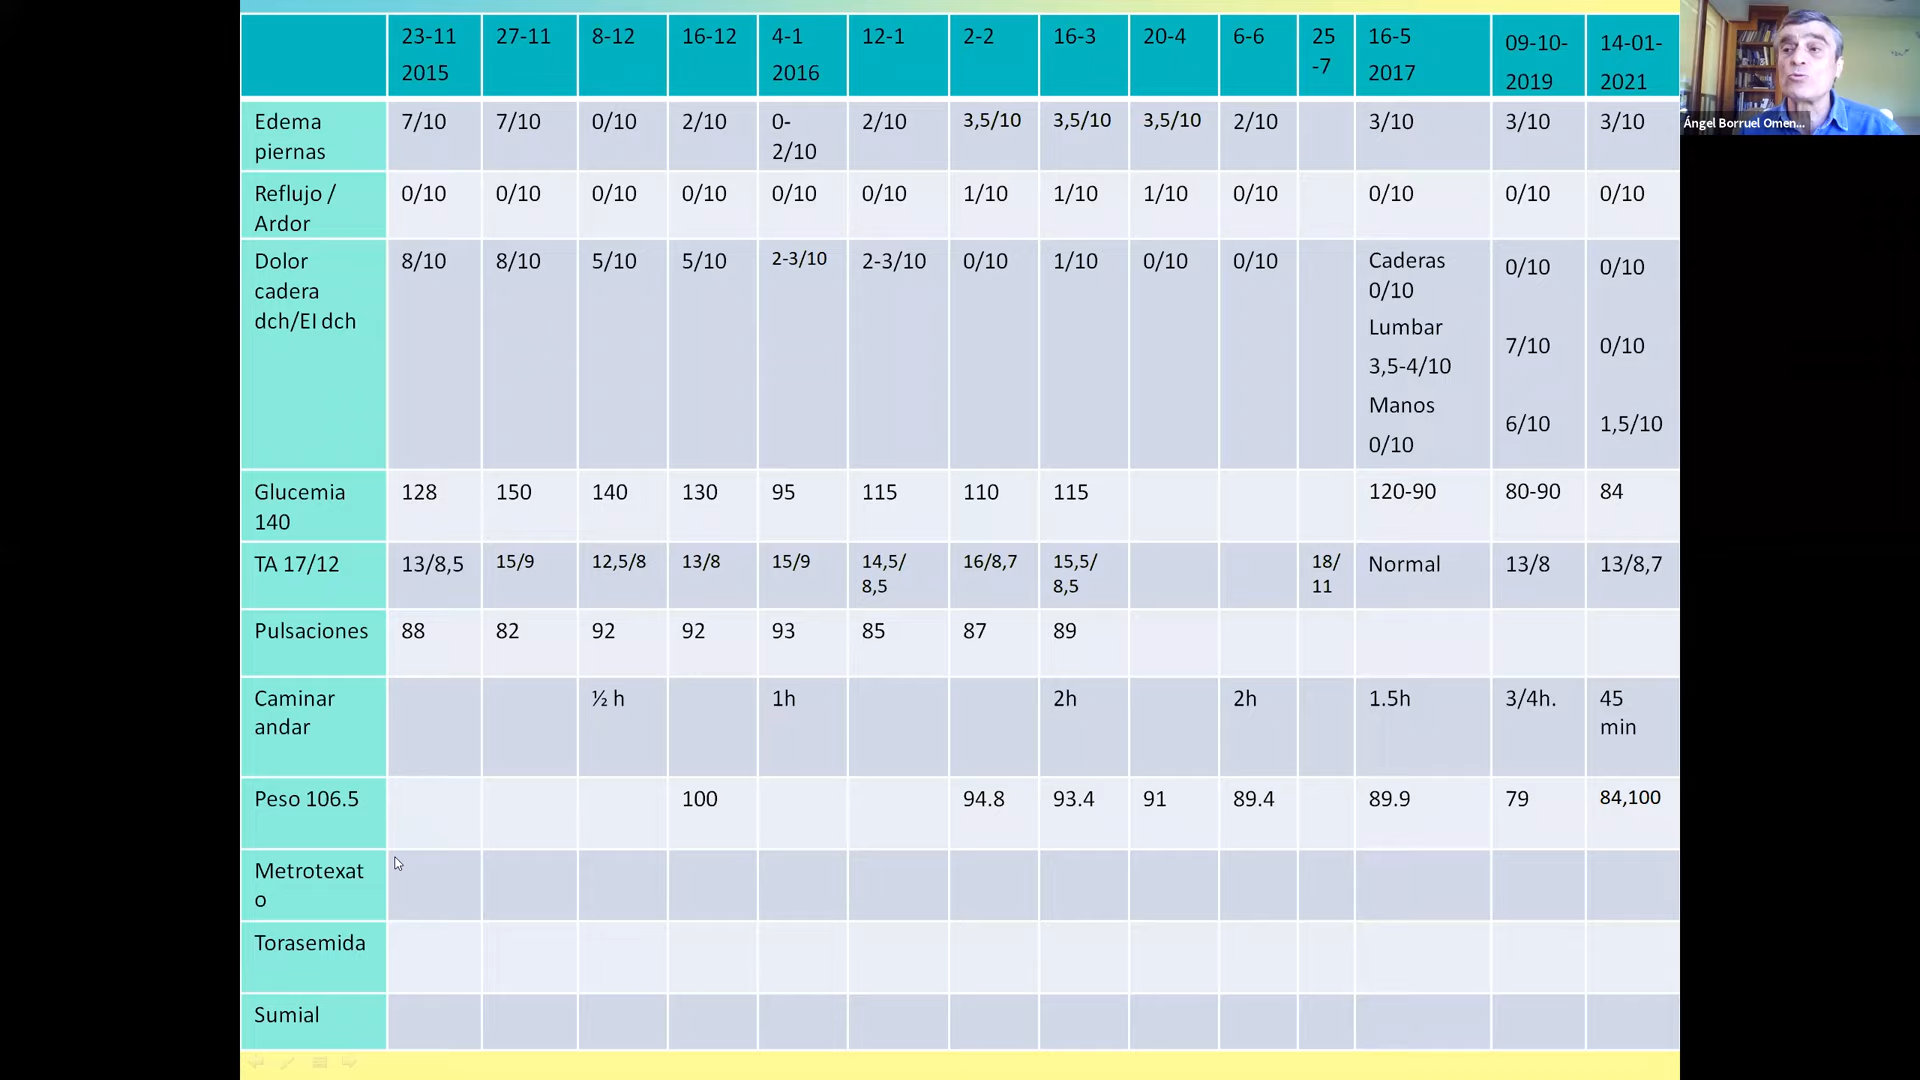 23-11 27-11 8-12 16-12 4-1 12-1 2-2 16-3 20-4 6-6 25 16-5 09-10- 14-01-
2015 2016 -7 2017 2019 2021
Ángel Borruel Omen...
Edema 7/10 7/10 0/10 2/10 0- 2/10 3,5/10 3,5/10 3,5/10 2/10 3/10 3/10 3/10
piernas 2/10
Reflujo / 0/10 0/10 0/10 0/10 0/10 0/10 1/10 1/10 1/10 0/10 0/10 0/10 0/10
Ardor
Dolor 8/10 8/10 5/10 5/10 2-3/10 2-3/10 0/10 1/10 0/10 0/10 Caderas 0/10 0/10
cadera 0/10
dch/EI dch Lumbar
7/10 0/10
3,5-4/10
Manos
6/10 1,5/10
0/10
Glucemia 128 150 140 130 95 115 110 115 120-90 80-90 84
140
TA 17/12 13/8,5 15/9 12,5/8 13/8 15/9 14,5/ 16/8,7 15,5/ 18/ Normal 13/8 13/8,7
8,5 8,5 11
Pulsaciones 88 82 92 92 93 85 87 89
Caminar ½ h 1h 2h 2h 1.5h 3/4h. 45
andar min
Peso 106.5 100 94.8 93.4 91 89.4 89.9 79 84,100
Metrotexat
o
Torasemida
Sumial